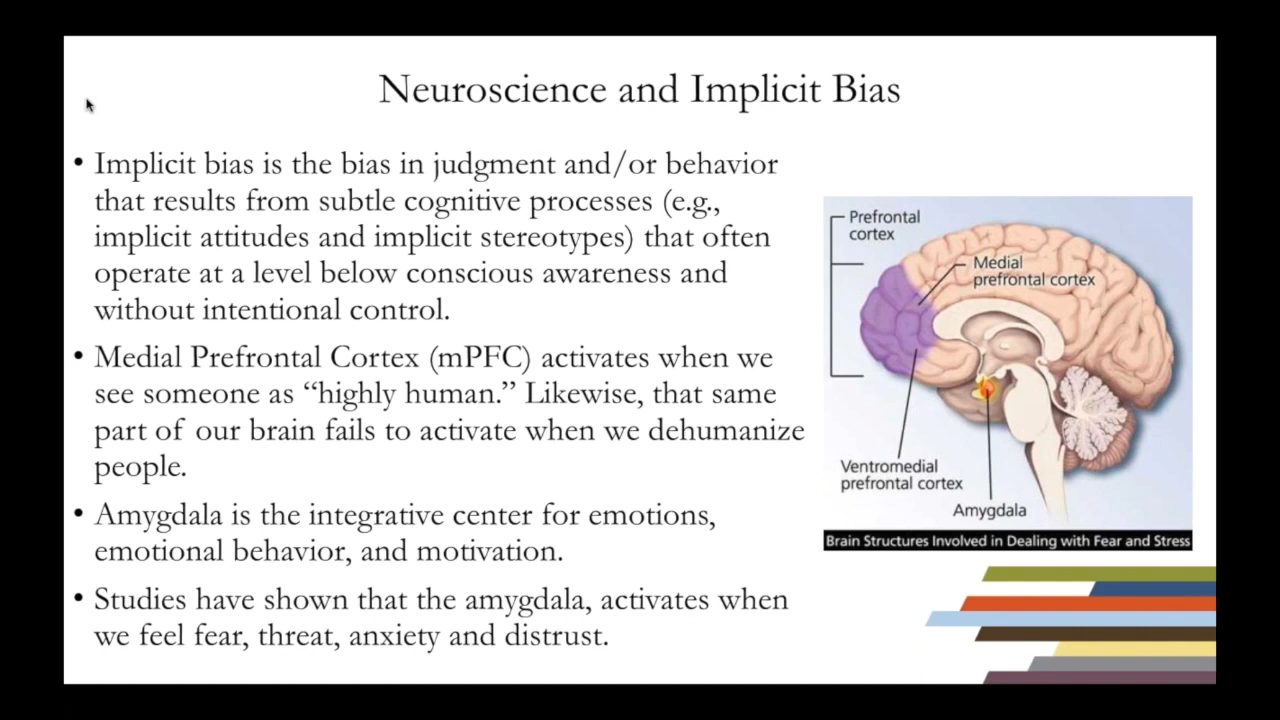 Neuroscience and Implicit Bias
• Implicit bias is the bias in judgment and/or behavior
that results from subtle cognitive processes (e.g.,
implicit attitudes and implicit stereotypes) that often
operate at a level below conscious awareness and
without intentional control.
• Medial Prefrontal Cortex (mPFC) activates when we
see someone as “highly human.” Likewise, that same
part of our brain fails to activate when we dehumanize
people.
• Amygdala is the integrative center for emotions,
emotional behavior, and motivation.
• Studies have shown that the amygdala, activates when
we feel fear, threat, anxiety and distrust.
Prefrontal
cortex
Medial
prefrontal cortex
Ventromedial
prefrontal cortex
Amygdala
Brain Structures Involved in Dealing with Fear and Stress